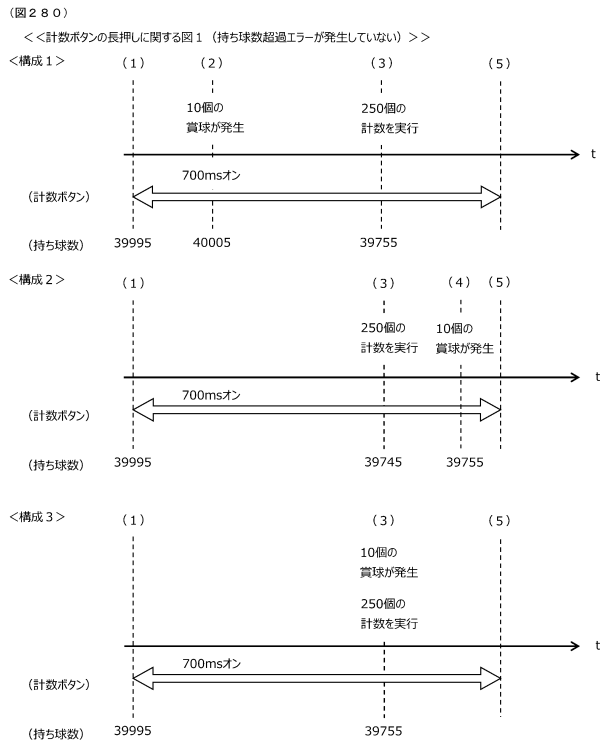 （図２８０）
＜＜計数ボタンの長押しに関する図１（持ち球数超過エラーが発生していない）＞＞
＜構成１＞
（１） （２） （３） （５）
10個の 250個の
賞球が発生 計数を実行
t
700msオン
（計数ボタン）
（持ち球数） 39995 40005 39755
＜構成２＞
（１） （３） （４） （５）
250個の 10個の
計数を実行 賞球が発生
t
700msオン
（計数ボタン）
（持ち球数） 39995 39745 39755
＜構成３＞
（１） （３） （５）
10個の
賞球が発生
250個の
計数を実行
t
700msオン
（計数ボタン）
（持ち球数） 39995 39755